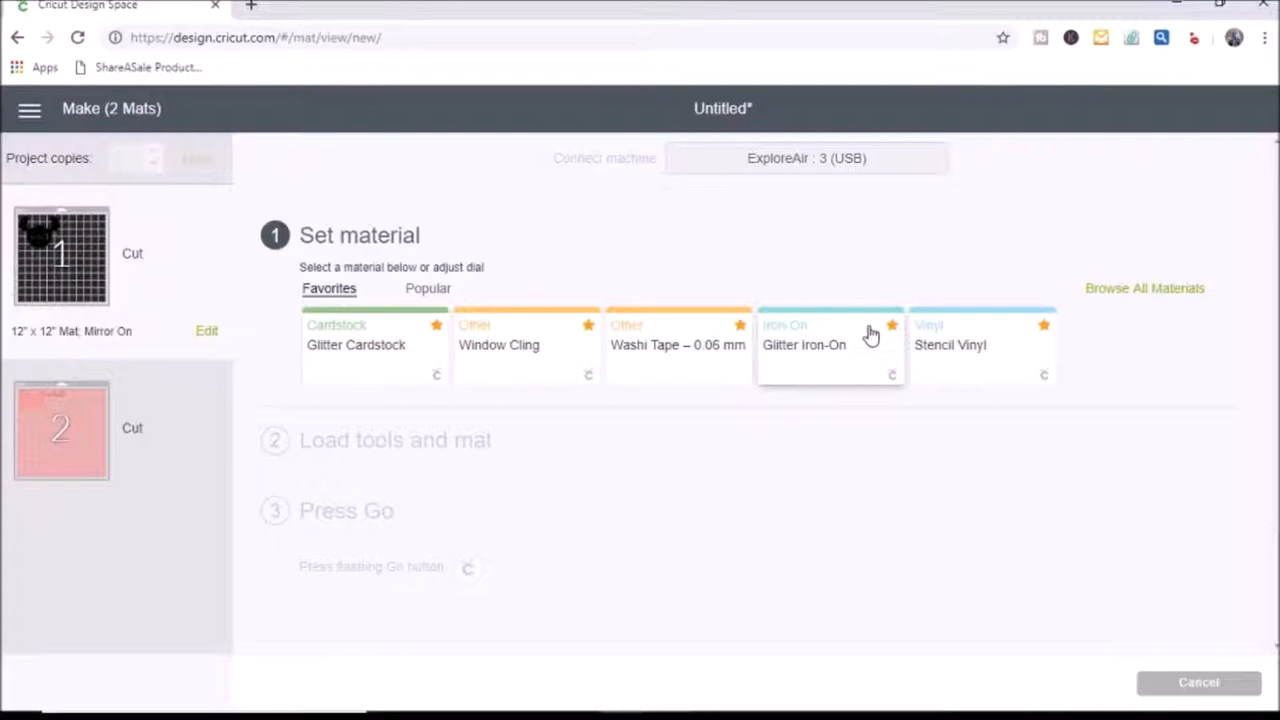 Cricut Design Space
https://design.cricut.com/#/mat/view/new/
Apps ShareASale Product...
Make (2 Mats) Untitled*
Project copies:
Connect machine ExploreAir : 3 (USB)
1 Cut
12" x 12" Mat; Mirror On Edit
2 Cut
1 Set material
Select a material below or adjust dial
Favorites Popular Browse All Materials
Cardstock Other Other Iron-On Vinyl
Glitter Cardstock Window Cling Washi Tape – 0.06 mm Glitter Iron-On Stencil Vinyl
2 Load tools and mat
3 Press Go
Press flashing Go button
Cancel